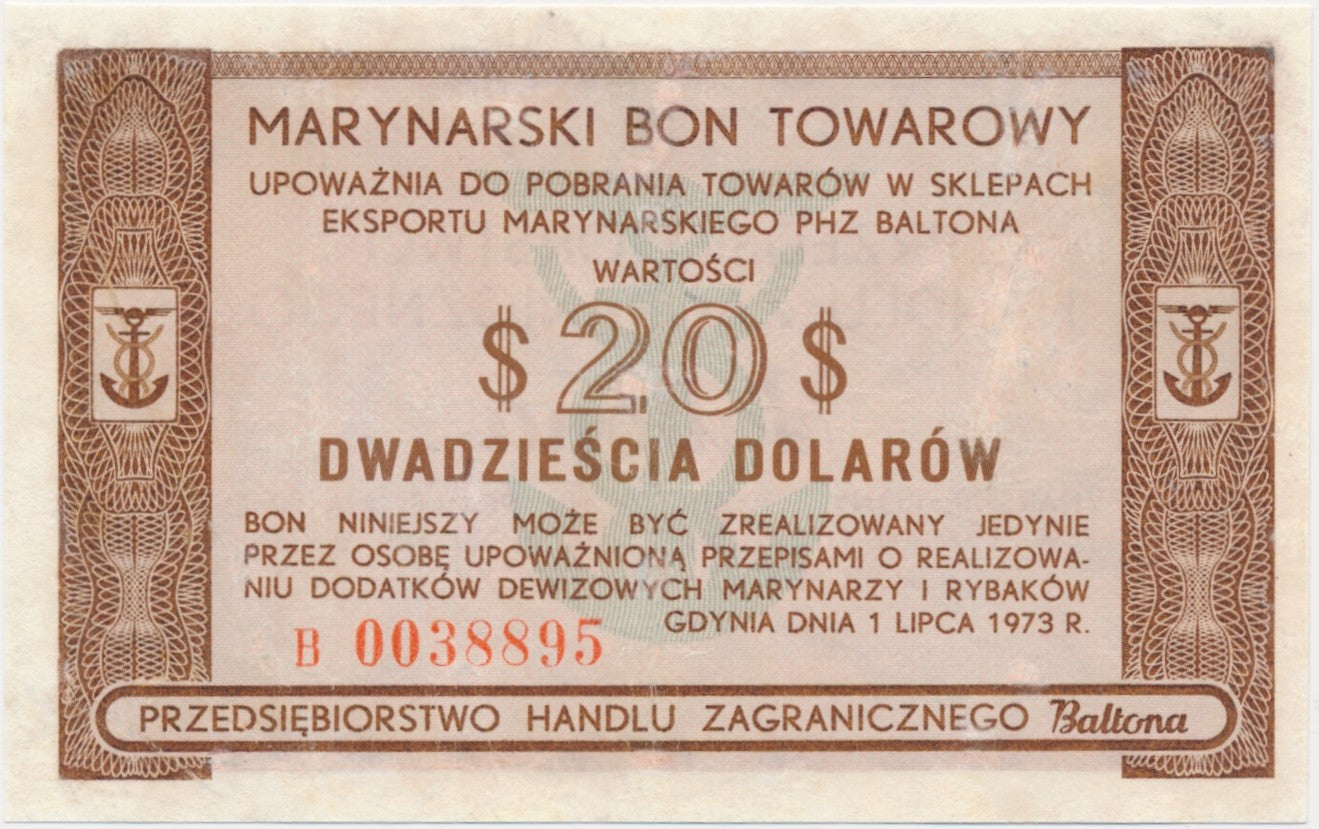 MARYNARSKI BON TOWAROWY
UPOWAŻNIA DO POBRANIA TOWARÓW W SKLEPACH
EKSPORTU MARYNARSKIEGO PHZ BALTONA
WARTOŚCI
$ 20 $
DWADZIEŚCIA DOLARÓW
BON NINIEJSZY MOŻE BYĆ ZREALIZOWANY JEDYNIE
PRZEZ OSOBĘ UPOWAŻNIONĄ PRZEPISAMI O REALIZOWA-
NIU DODATKÓW DEWIZOWYCH MARYNARZY I RYBAKÓW
GDYNIA DNIA 1 LIPCA 1973 R.
B 0038895
PRZEDSIĘBIORSTWO HANDLU ZAGRANICZNEGO Baltona